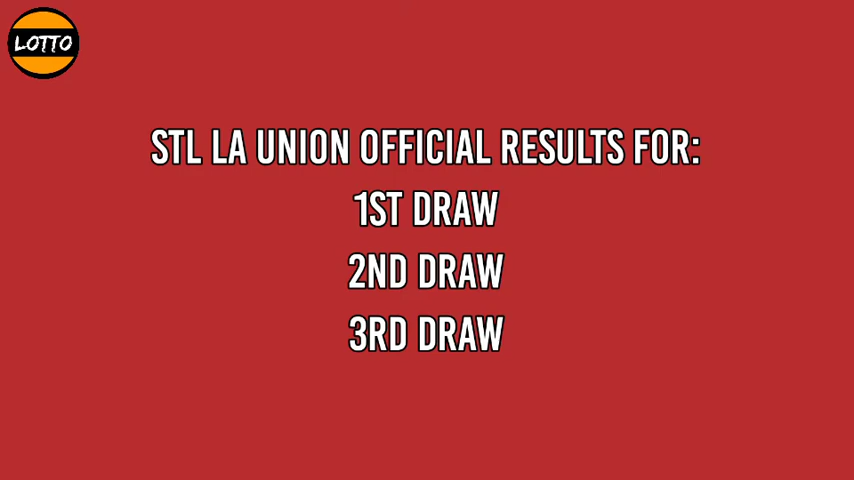 LOTTO
STL LA UNION OFFICIAL RESULTS FOR:
1ST DRAW
2ND DRAW
3RD DRAW